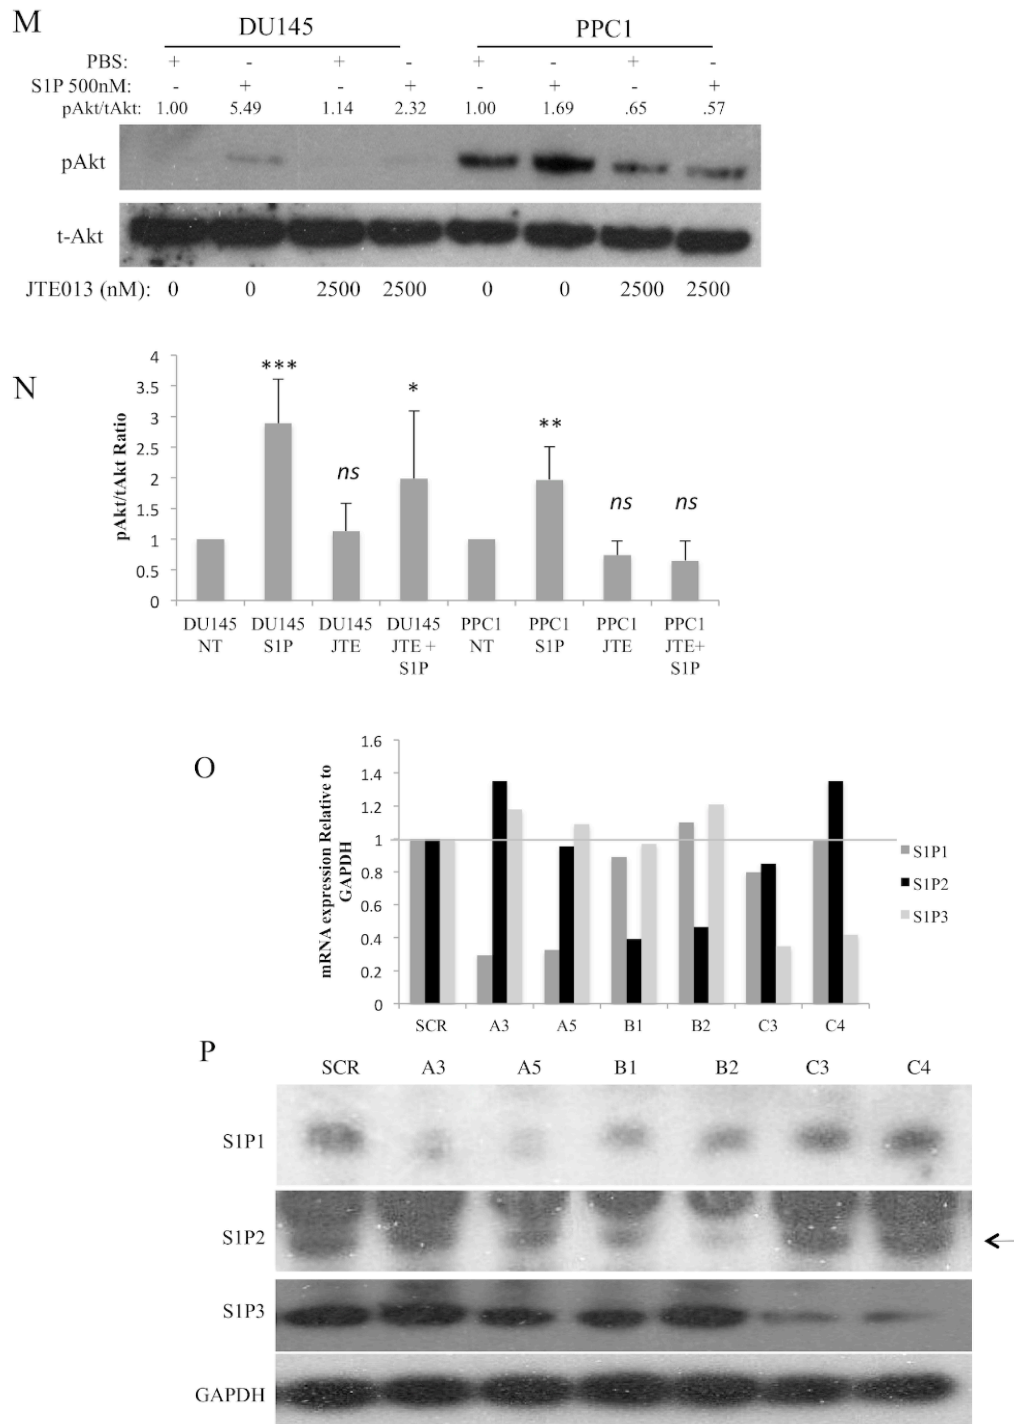 M
DU145 PPC1
PBS: + - + - + - + -
S1P 500nM: - + - + - + - +
pAkt/tAkt: 1.00 5.49 1.14 2.32 1.00 1.69 .65 .57
pAkt
t-Akt
JTE013 (nM): 0 0 2500 2500 0 0 2500 2500
N
pAkt/tAkt Ratio
4
3.5
3
2.5
2
1.5
1
0.5
0
*** ns * ** ns ns
DU145 DU145 DU145 DU145 PPC1 PPC1 PPC1 PPC1
NT S1P JTE JTE + NT S1P JTE JTE+
S1P S1P
O
mRNA expression Relative to
GAPDH
1.6
1.4
1.2
1
0.8
0.6
0.4
0.2
0
SCR A3 A5 B1 B2 C3 C4
S1P1
S1P2
S1P3
P
SCR A3 A5 B1 B2 C3 C4
S1P1
S1P2
S1P3
GAPDH